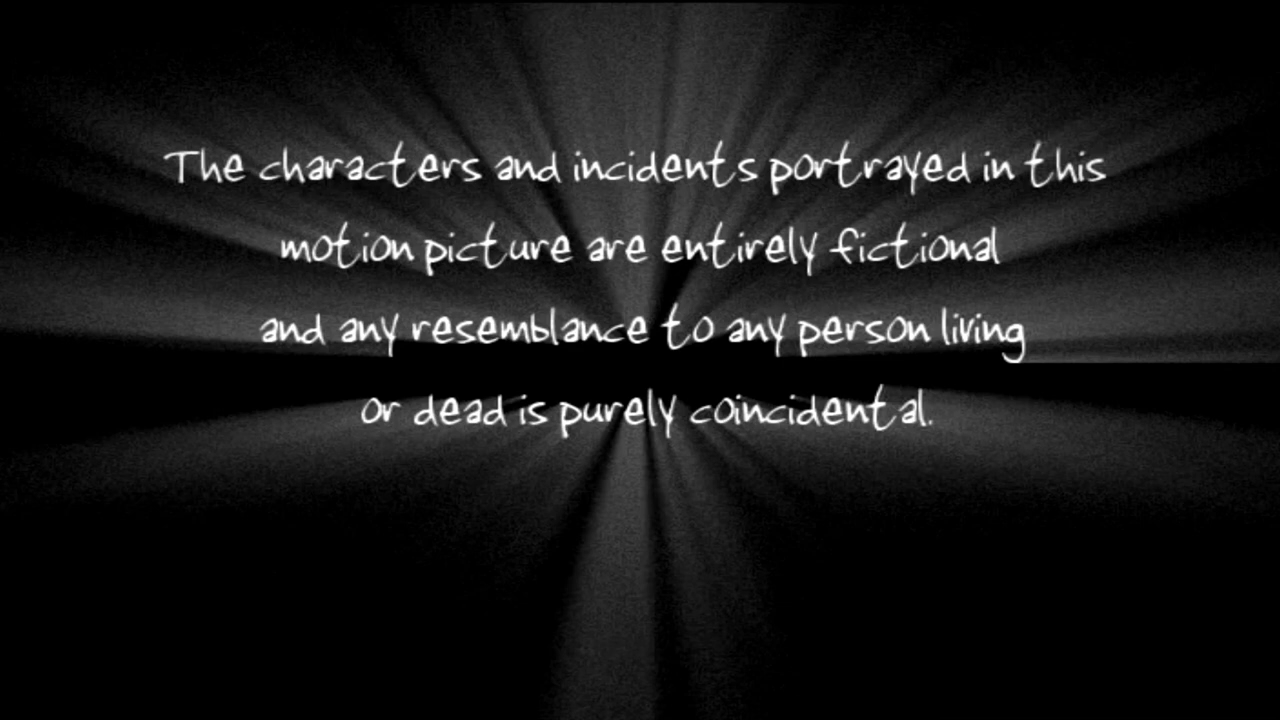 The characters and incidents portrayed in this
motion picture are entirely fictional
and any resemblance to any person living
or dead is purely coincidental.